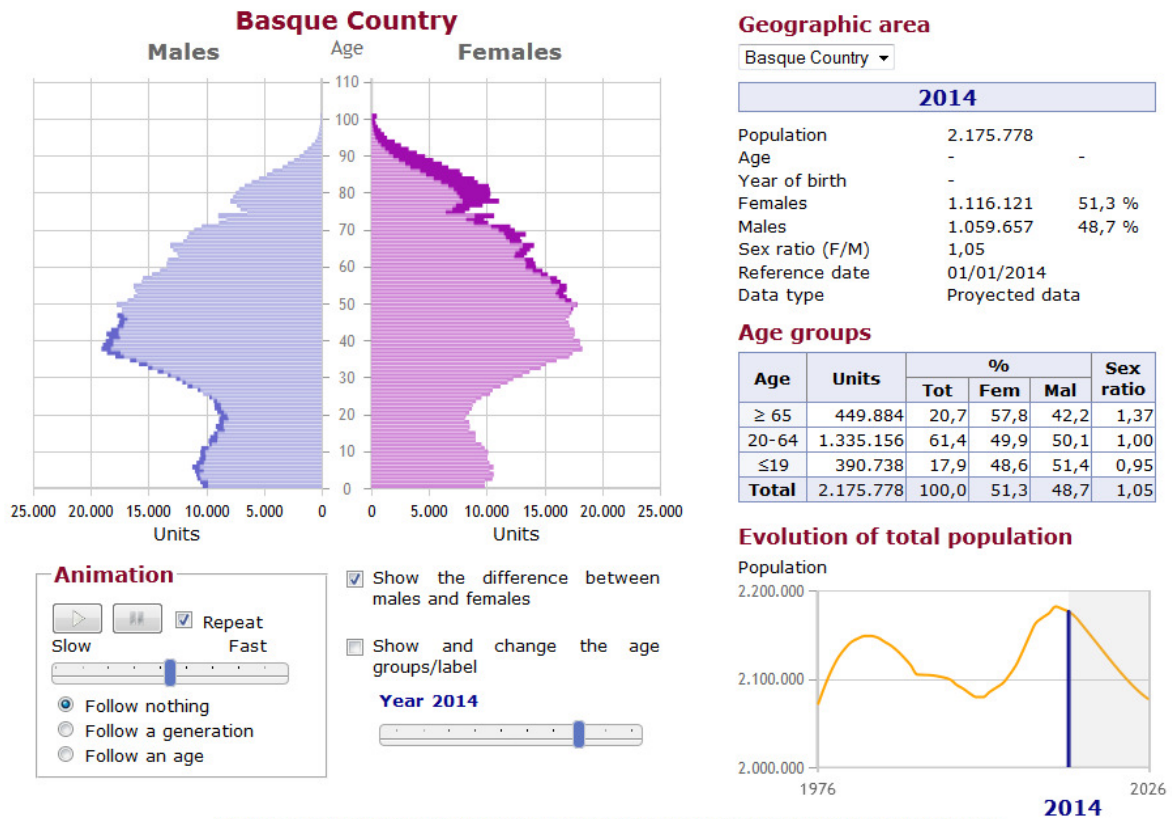 Basque Country
Males
Age
Females
110
100
90
80
70
60
50
40
30
20
10
0
25.000 20.000 15.000 10.000 5.000 0
0 5.000 10.000 15.000 20.000 25.000
Units
Units
Animation
Repeat
Slow Fast
Follow nothing
Follow a generation
Follow an age
Show the difference between
males and females
Show and change the age
groups/label
Year 2014
Geographic area
Basque Country
2014
Population 2.175.778
Age - -
Year of birth -
Females 1.116.121 51,3 %
Males 1.059.657 48,7 %
Sex ratio (F/M) 1,05
Reference date 01/01/2014
Data type Proyected data
Age groups
Age Units % Sex ratio
Tot Fem Mal
≥ 65 449.884 20,7 57,8 42,2 1,37
20-64 1.335.156 61,4 49,9 50,1 1,00
≤19 390.738 17,9 48,6 51,4 0,95
Total 2.175.778 100,0 51,3 48,7 1,05
Evolution of total population
Population
2.200.000
2.100.000
2.000.000
1976 2026
2014